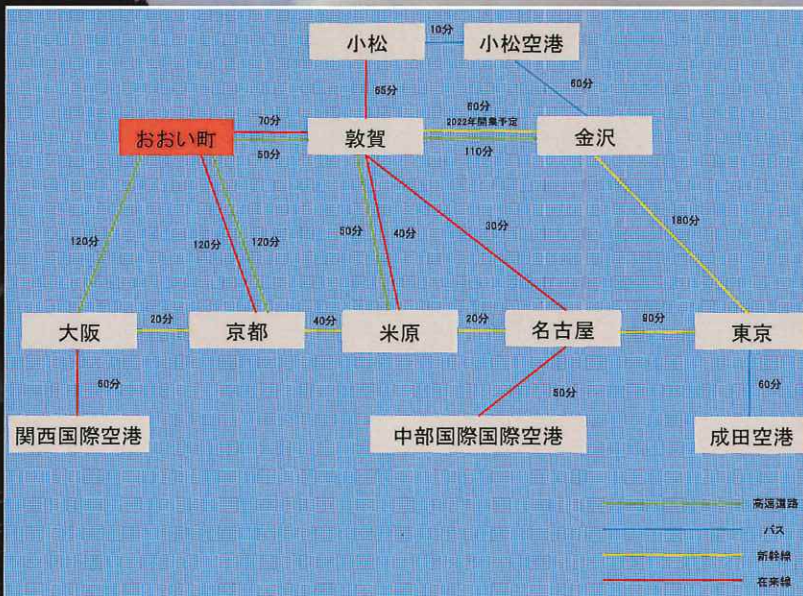 10分
小松
小松空港
65分
60分
60分
70分
2022年開業予定
おおい町
敦賀
金沢
50分
110分
120分
120分
120分
50分
40分
30分
180分
20分
40分
20分
90分
大阪
京都
米原
名古屋
東京
60分
50分
60分
関西国際空港
中部国際国際空港
成田空港
高速道路
バス
新幹線
在来線